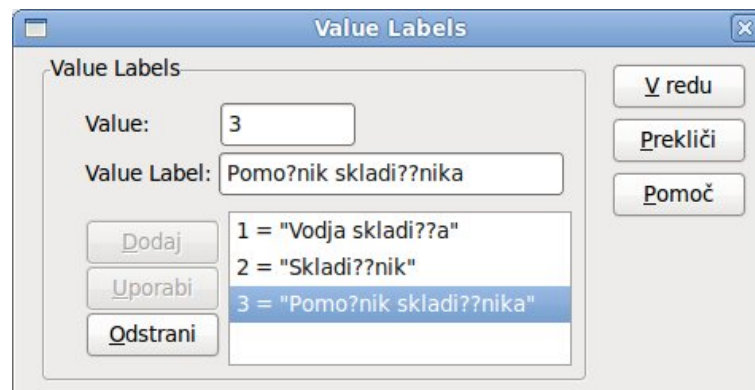 Value Labels
Value Labels
Value: 3
Value Label: Pomo?nik skladi??nika
Dodaj
Uporabi
Odstrani
1 = "Vodja skladi??a"
2 = "Skladi??nik"
3 = "Pomo?nik skladi??nika"
V redu
Prekliči
Pomoč